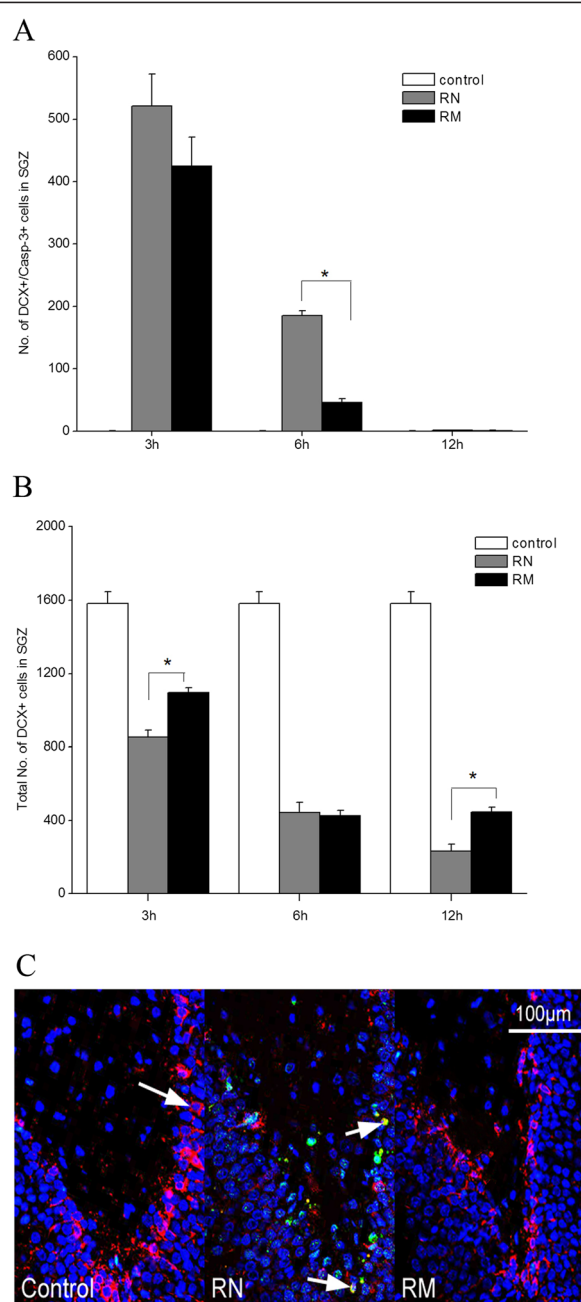 A
600
500
400
300
200
100
0
No. of DCX+/Casp-3+ cells in SGZ
control
RN
RM
*
3h
6h
12h
B
2000
1600
1200
800
400
0
Total No. of DCX+ cells in SGZ
control
RN
RM
*
*
3h
6h
12h
C
100μm
Control
RN
RM